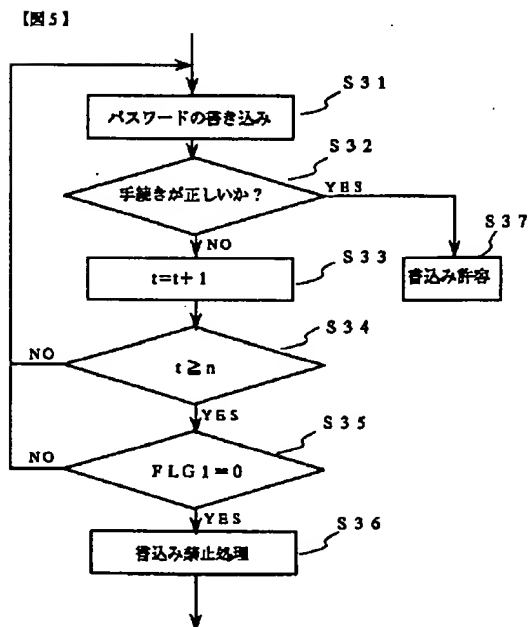 【図5】
S31
パスワードの書き込み
S32
手続きが正しいか?
YES
S37
NO
書込み許容
S33
t=t+1
S34
NO
t≧n
YES
S35
NO
FLG1=0
YES
S36
書込み禁止処理